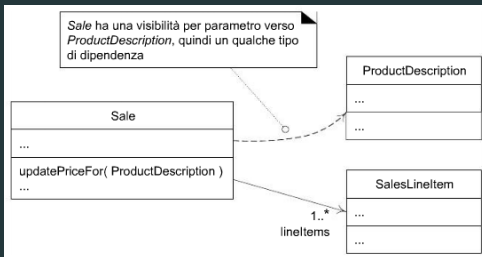 Sale ha una visibilità per parametro verso
ProductDescription, quindi un qualche tipo
di dipendenza
ProductDescription
...
...
Sale
...
updatePriceFor( ProductDescription )
...
SalesLineItem
...
...
1..*
lineItems